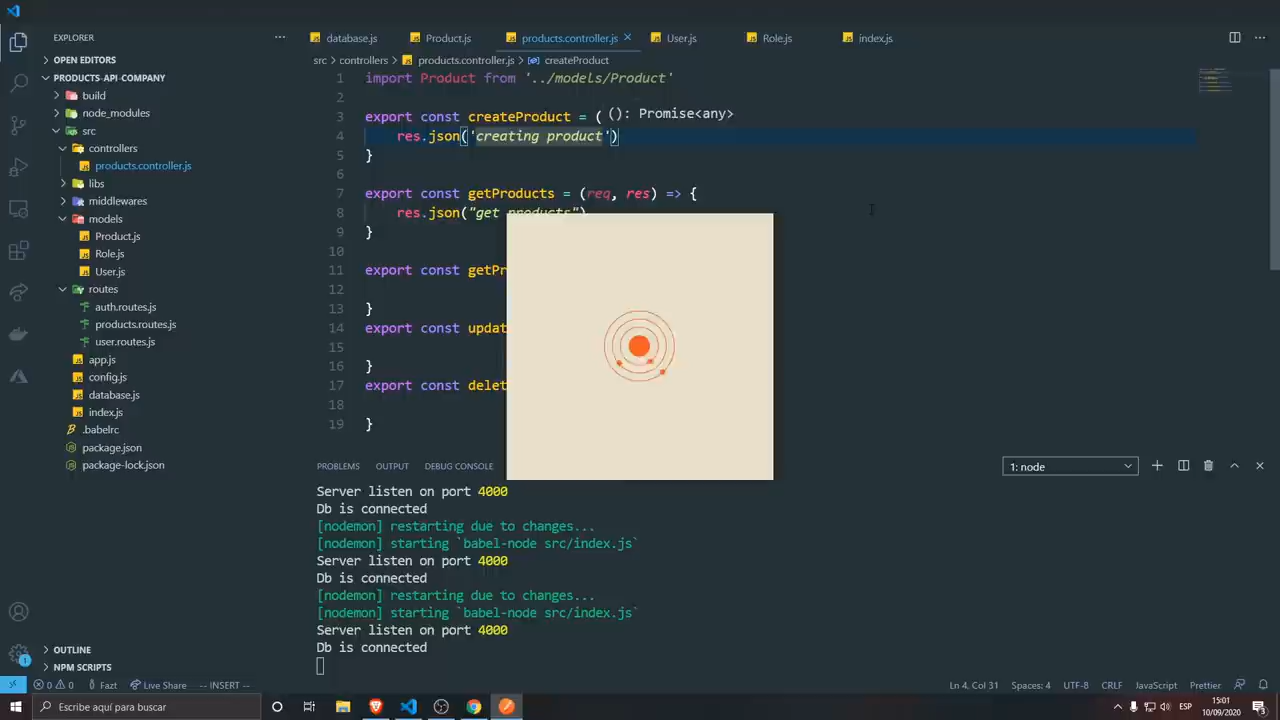 EXPLORER
OPEN EDITORS
PRODUCTS-API-COMPANY
build
node_modules
src
controllers
products.controller.js
libs
middlewares
models
Product.js
Role.js
User.js
routes
auth.routes.js
products.routes.js
user.routes.js
app.js
config.js
database.js
index.js
.babelrc
package.json
package-lock.json
OUTLINE
NPM SCRIPTS
database.js Product.js products.controller.js User.js Role.js index.js
src > controllers > products.controller.js > createProduct
1 import Product from '../models/Product'
2
3 export const createProduct = ( (): Promise<any>
4 res.json('creating product')
5 }
6
7 export const getProducts = (req, res) => {
8 res.json("get products")
9 }
10
11 export const getPr
12
13 }
14 export const updat
15
16 }
17 export const delet
18
19 }
PROBLEMS OUTPUT DEBUG CONSOLE 1: node
Server listen on port 4000
Db is connected
[nodemon] restarting due to changes...
[nodemon] starting `babel-node src/index.js`
Server listen on port 4000
Db is connected
[nodemon] restarting due to changes...
[nodemon] starting `babel-node src/index.js`
Server listen on port 4000
Db is connected
0 0 Fazt Live Share -- INSERT -- Ln 4, Col 31 Spaces: 4 UTF-8 CRLF JavaScript Prettier
Escribe aquí para buscar ESP 15:01
10/09/2020